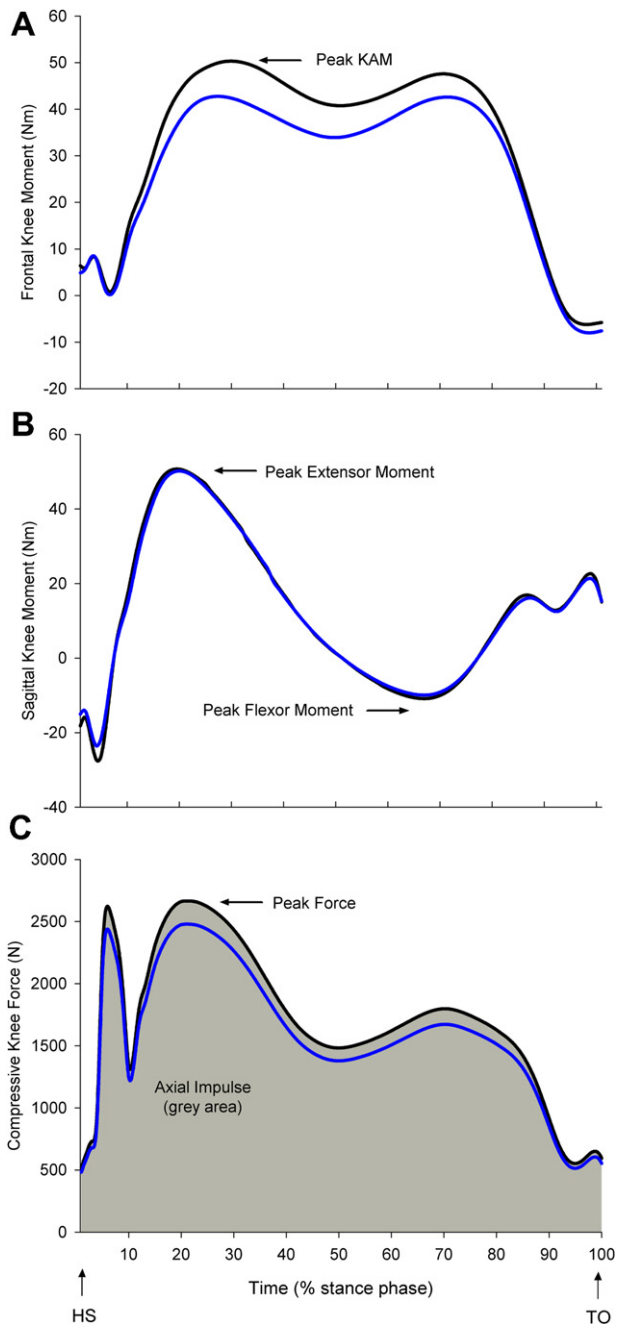 A
60
50
40
30
20
10
0
-10
-20
Frontal Knee Moment (Nm)
Peak KAM
B
60
40
20
0
-20
-40
Sagittal Knee Moment (Nm)
Peak Extensor Moment
Peak Flexor Moment
C
3000
2500
2000
1500
1000
500
0
Compressive Knee Force (N)
Peak Force
Axial Impulse
(grey area)
10 20 30 40 50 60 70 80 90 100
Time (% stance phase)
HS
TO